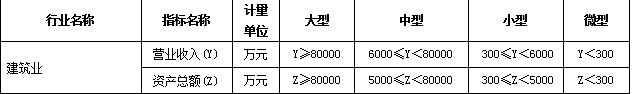 行业名称 指标名称 计量单位 大型 中型 小型 微型
建筑业 营业收入(Y) 万元 Y≥80000 6000≤Y<80000 300≤Y<6000 Y<300
资产总额(Z) 万元 Z≥80000 5000≤Z<80000 300≤Z<5000 Z<300